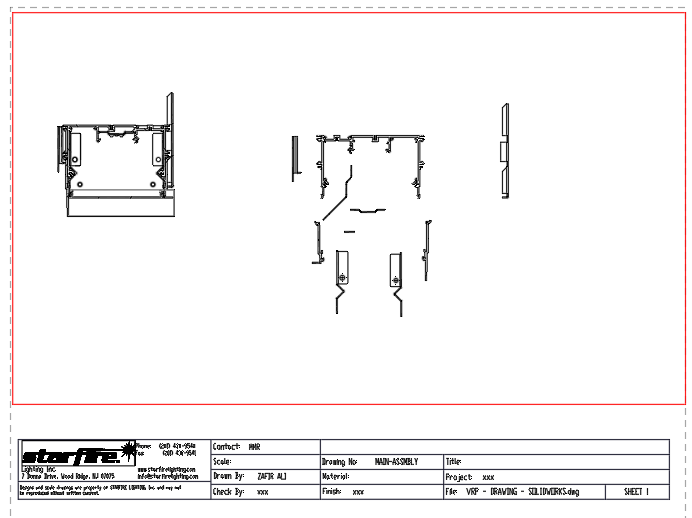 starfire.
Phone: (201) 438-9540
Fax (201) 438-9541
Lighting Inc
7 Donna Drive, Wood Ridge, NJ 07075
www.starfirelighting.com
info@starfirelighting.com
Designs and scale drawings are property or STARFIRE LIGHTING, Inc and may not
be reproduced without written consent.
Contact: MHR
Scale: Drawing No: MAIN-ASSMBLY Title:
Drawn By: ZAFIR ALI Material: Project: xxx
Check By: xxx Finish: xxx File: VRP - DRAWING - SOLIDWORKS.dwg SHEET 1